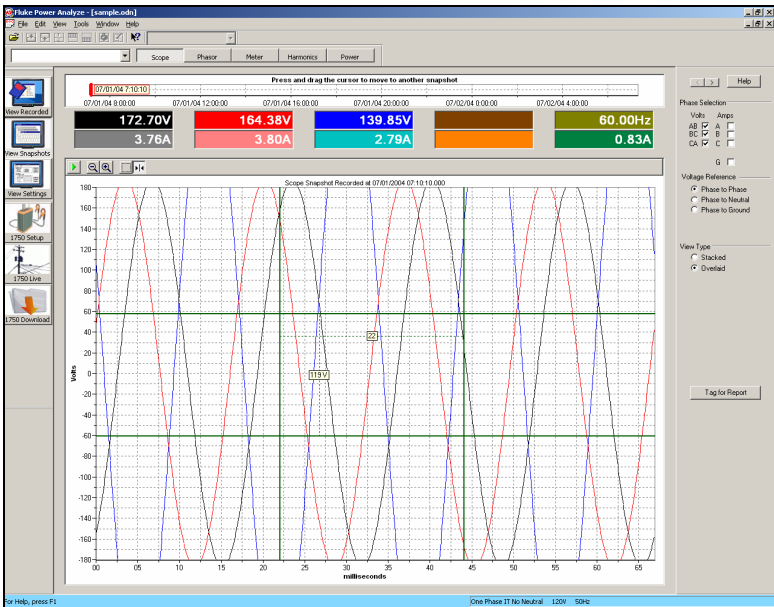 Fluke Power Analyze - [sample.odn]
File Edit View Tools Window Help
Scope Phasor Meter Harmonics Power
View Recorded
View Snapshots
View Settings
1750 Setup
1750 Live
1750 Download
Press and drag the cursor to move to another snapshot
07/01/04 7:10:10
07/01/04 8:00:00 07/01/04 12:00:00 07/01/04 16:00:00 07/01/04 20:00:00 07/02/04 0:00:00 07/02/04 4:00:00
172.70V 164.38V 139.85V 60.00Hz
3.76A 3.80A 2.79A 0.83A
Scope Snapshot Recorded at 07/01/2004 07:10:10.000
180
160
140
120
100
80
60
40
20
0
-20
-40
-60
-80
-100
-120
-140
-160
-180
Volts
22
119 V
00 05 10 15 20 25 30 35 40 45 50 55 60 65
milliseconds
< > Help
Phase Selection
Volts Amps
AB A
BC B
CA C
G
Voltage Reference
Phase to Phase
Phase to Neutral
Phase to Ground
View Type
Stacked
Overlaid
Tag for Report
For Help, press F1
One Phase IT No Neutral 120V 50Hz